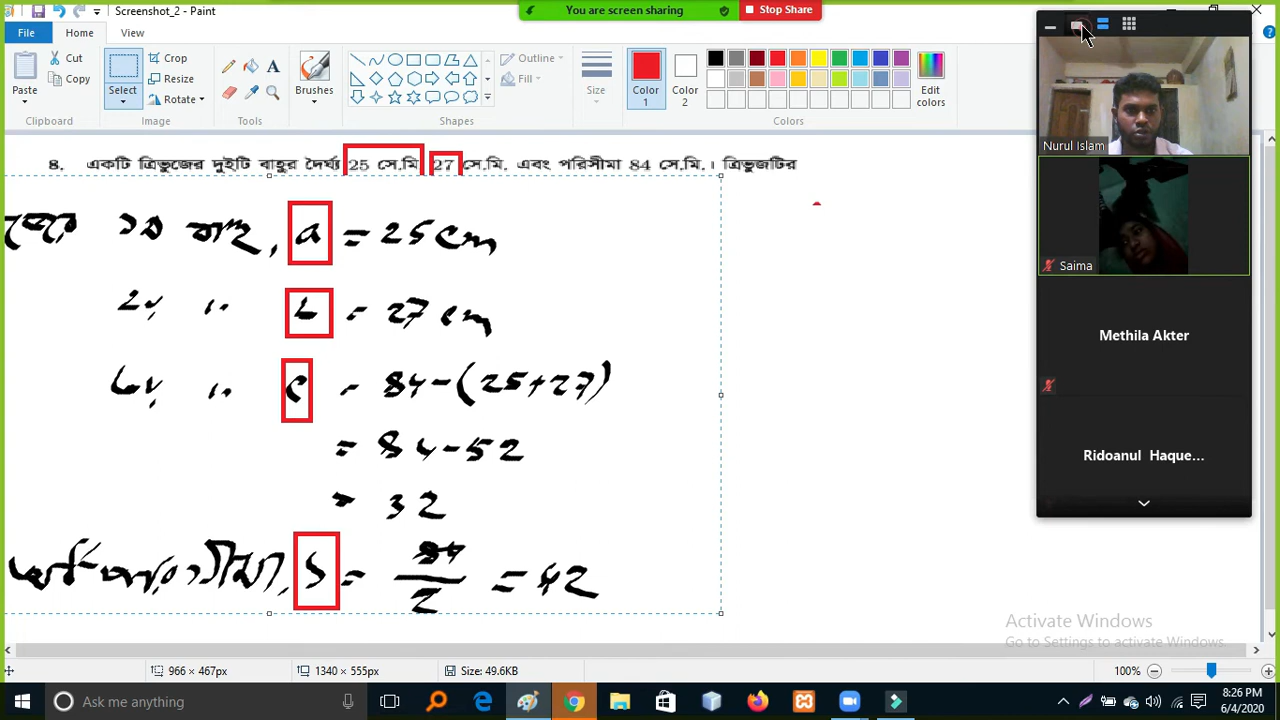 Screenshot_2 - Paint
You are screen sharing
Stop Share
File
Home
View
Paste
Cut
Copy
Clipboard
Select
Crop
Resize
Rotate
Image
Tools
Brushes
Shapes
Outline
Fill
Size
Color 1
Color 2
Edit colors
Colors
৪. একটি ত্রিভুজের দুইটি বাহুর দৈর্ঘ্য 25 সে.মি. 27 সে.মি. এবং পরিসীমা 84 সে.মি.। ত্রিভুজটির
১ম বাহু, a = 25 cm
২য় " b = 27 cm
৩য় " c = 84-(25+27)
= 84-52
= 32
অর্ধপরিসীমা, s = 84/2 = 42
Nurul Islam
Saima
Methila Akter
Ridoanul Haque...
Activate Windows
Go to Settings to activate Windows.
966 × 467px
1340 × 555px
Size: 49.6KB
100%
Ask me anything
8:26 PM
6/4/2020